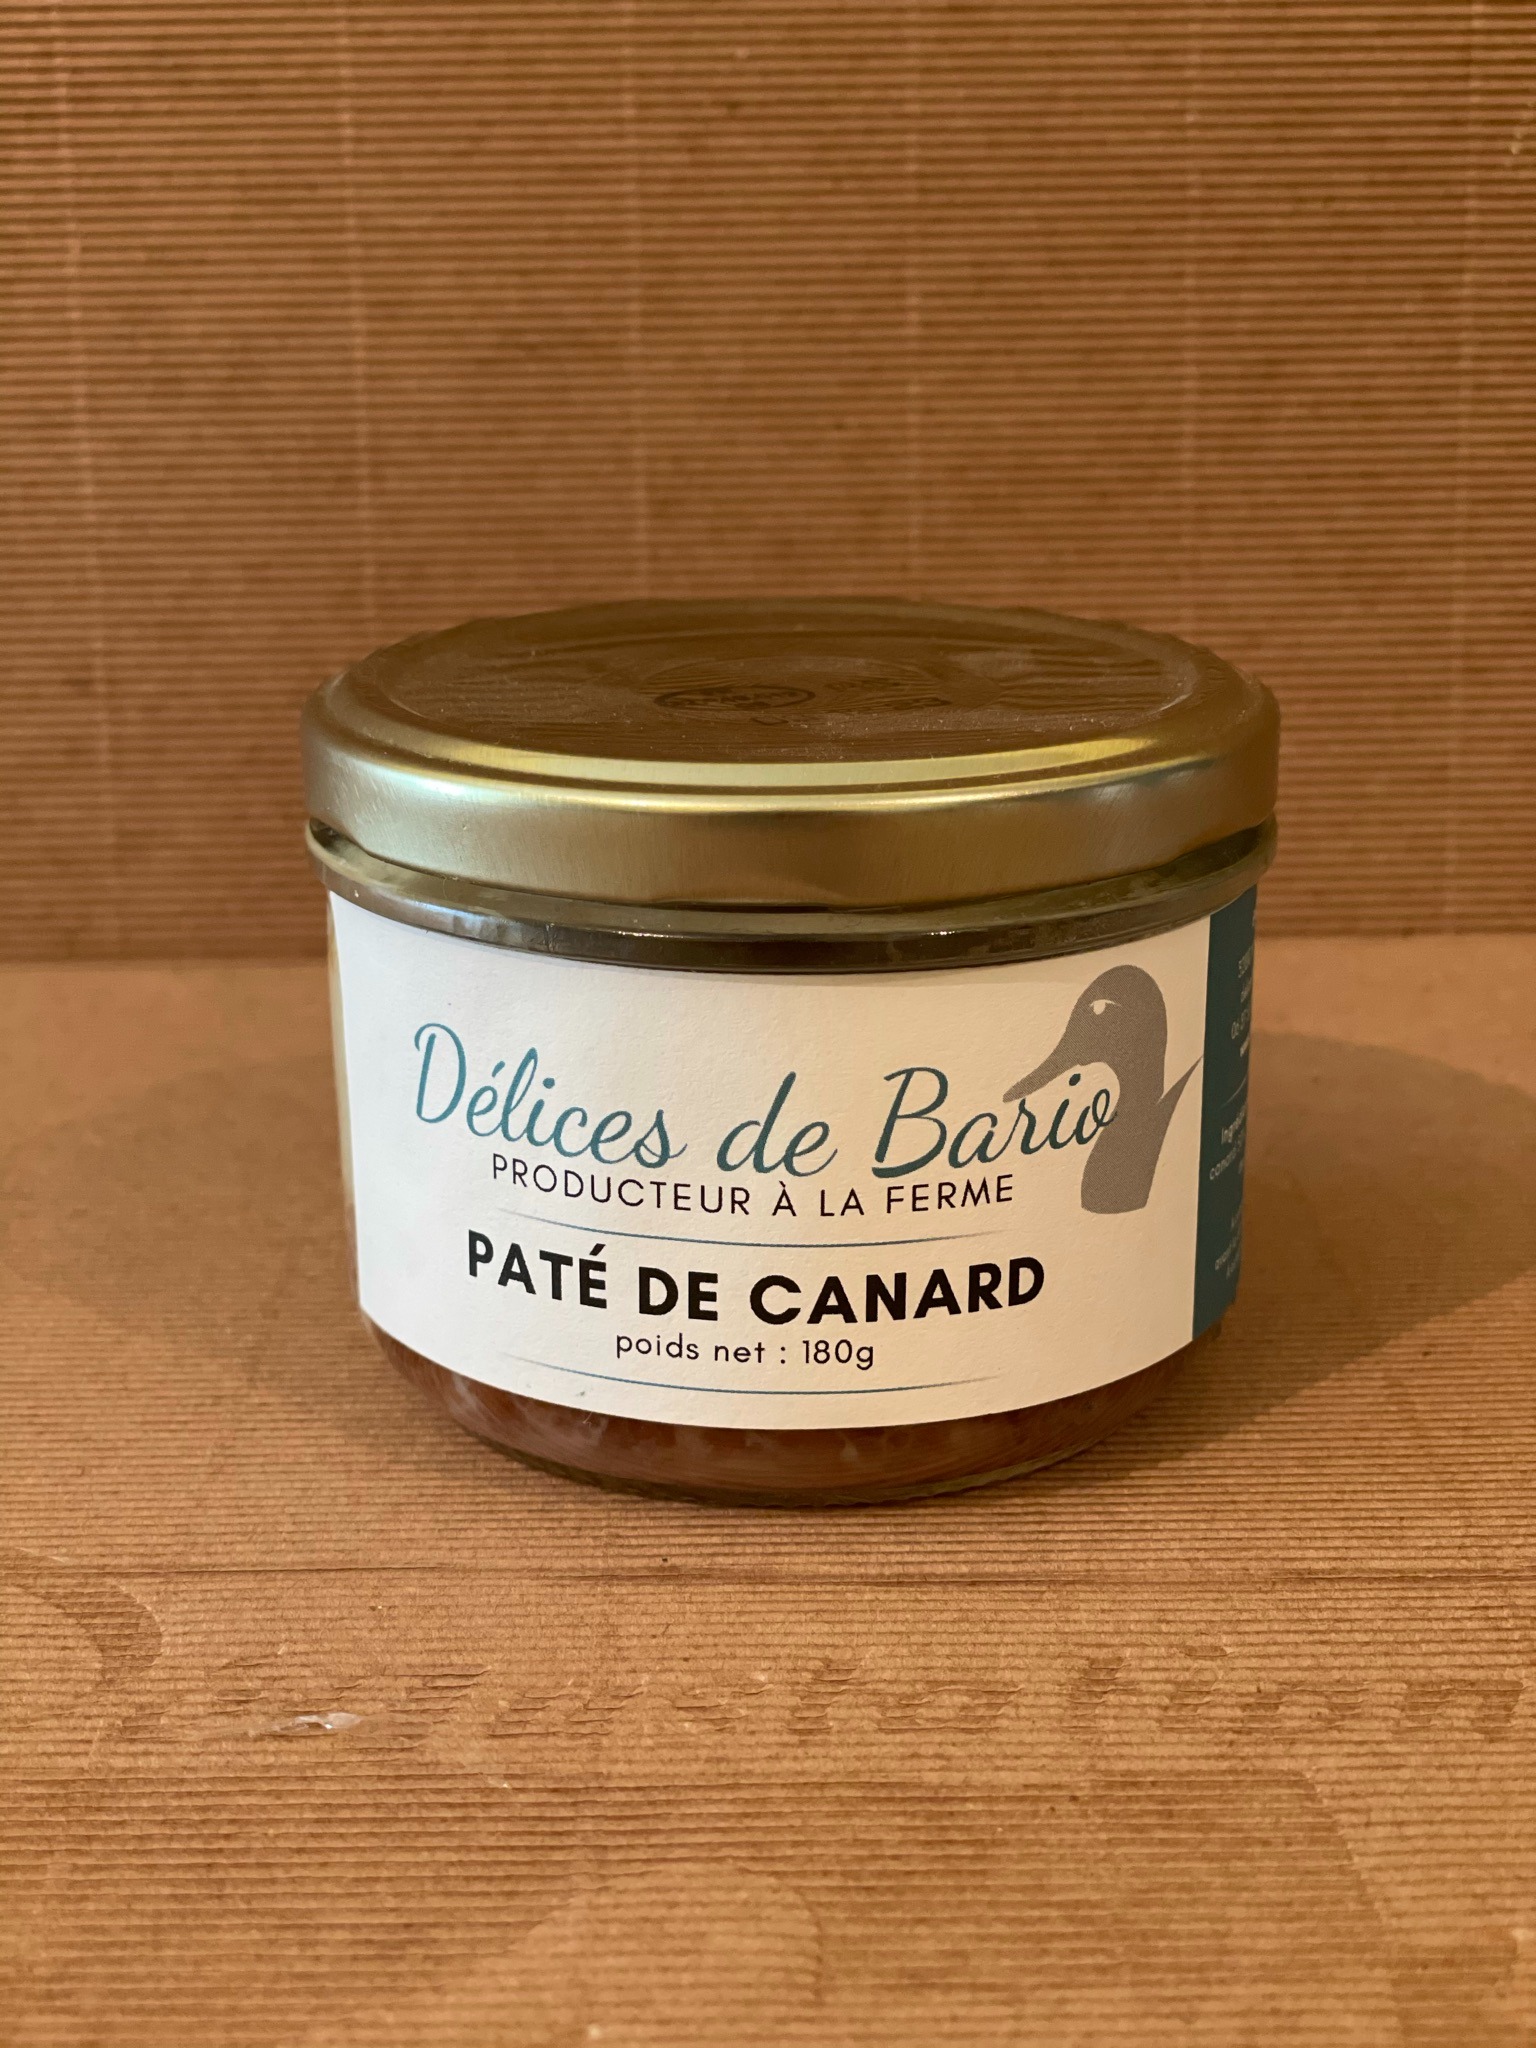 Délices de Bario
PRODUCTEUR À LA FERME
PATÉ DE CANARD
poids net : 180g